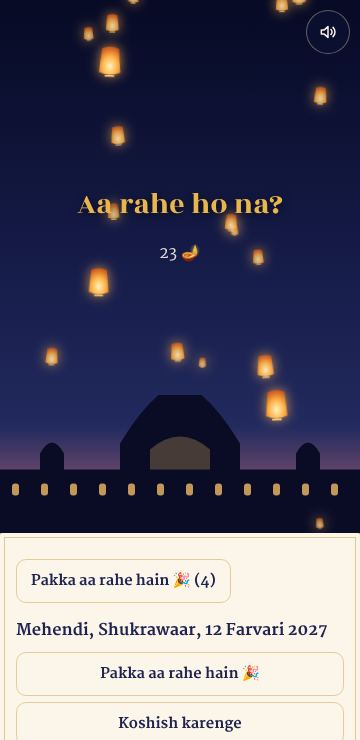 Aa rahe ho na?
23 🪔
Pakka aa rahe hain 🎉 (4)
Mehendi, Shukrawaar, 12 Farvari 2027
Pakka aa rahe hain 🎉
Koshish karenge